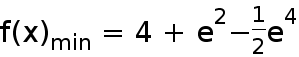 f(x)min = 4 + e²−½e⁴